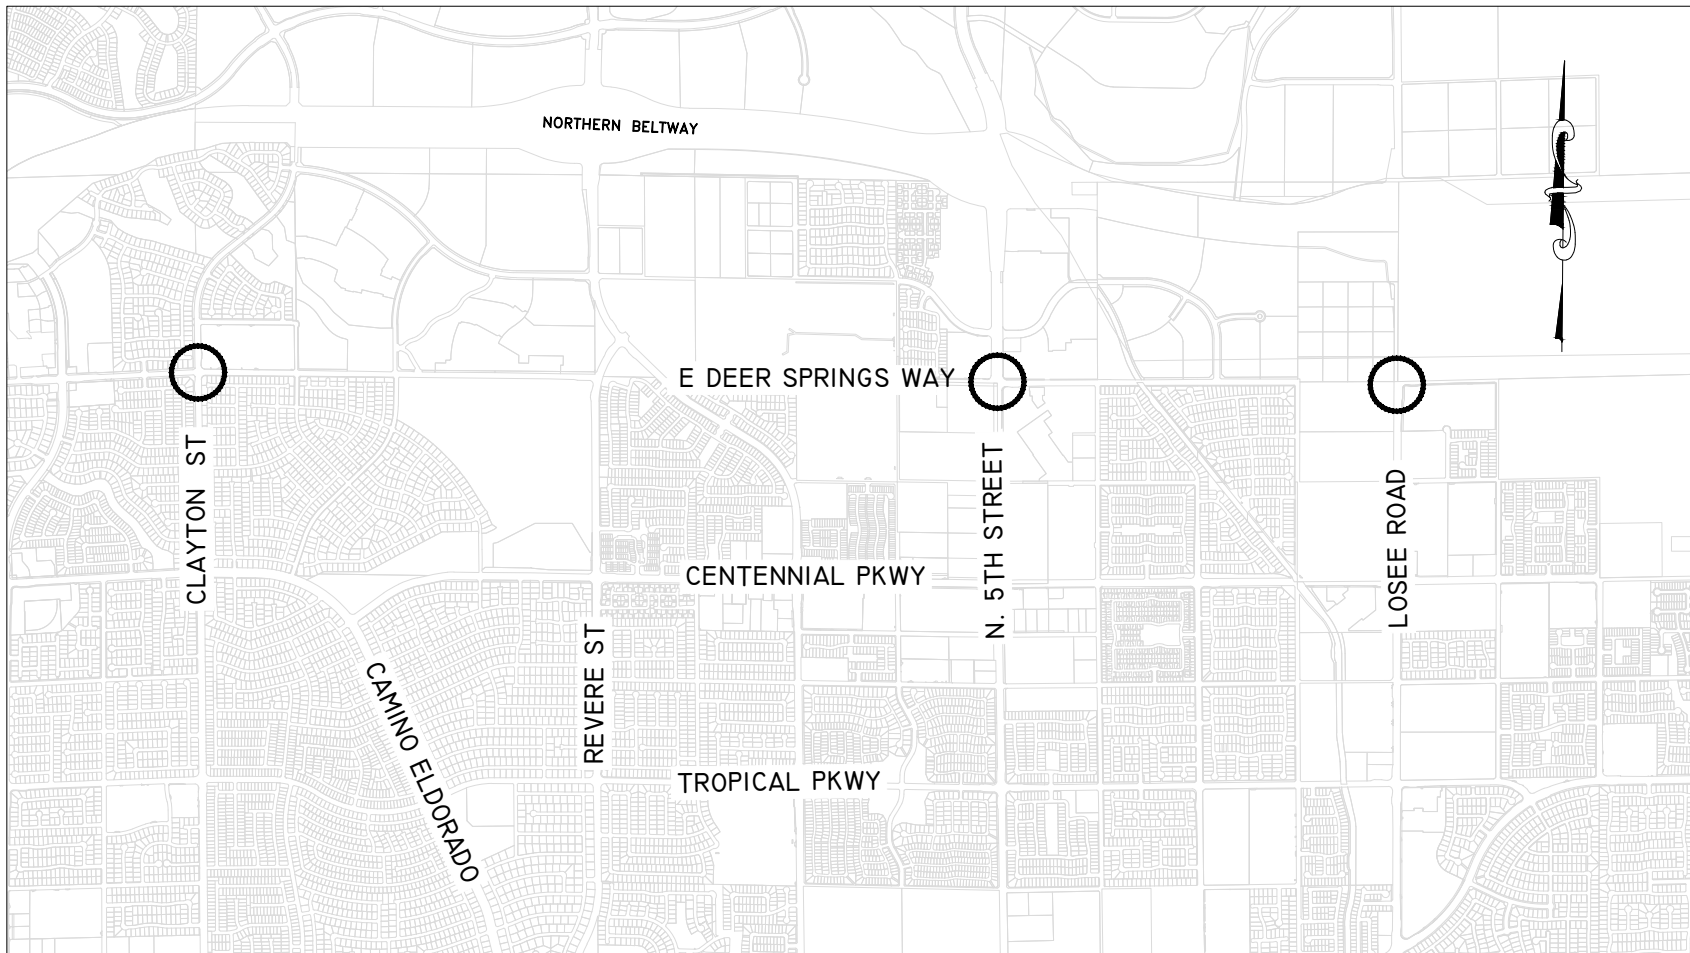 NORTHERN BELTWAY
E DEER SPRINGS WAY
CLAYTON ST
N. 5TH STREET
LOSEE ROAD
CENTENNIAL PKWY
REVERE ST
CAMINO ELDORADO
TROPICAL PKWY